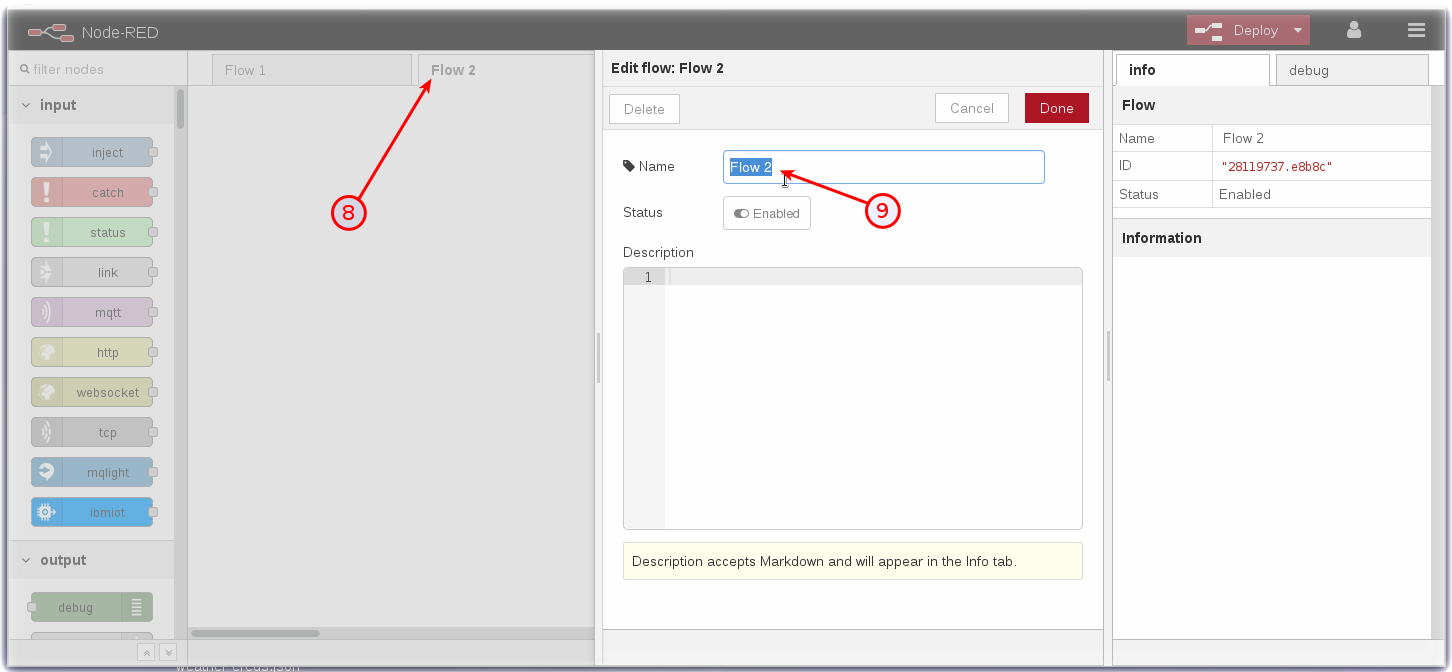 Node-RED
Deploy
filter nodes
Flow 1
Flow 2
Edit flow: Flow 2
info
debug
Delete
Cancel
Done
Flow
input
Name
Flow 2
ID
"28119737.e8b8c"
Status
Enabled
Information
inject
catch
status
link
mqtt
http
websocket
tcp
mqlight
ibmiot
output
debug
8
9
Name
Flow 2
Status
Enabled
Description
1
Description accepts Markdown and will appear in the Info tab.